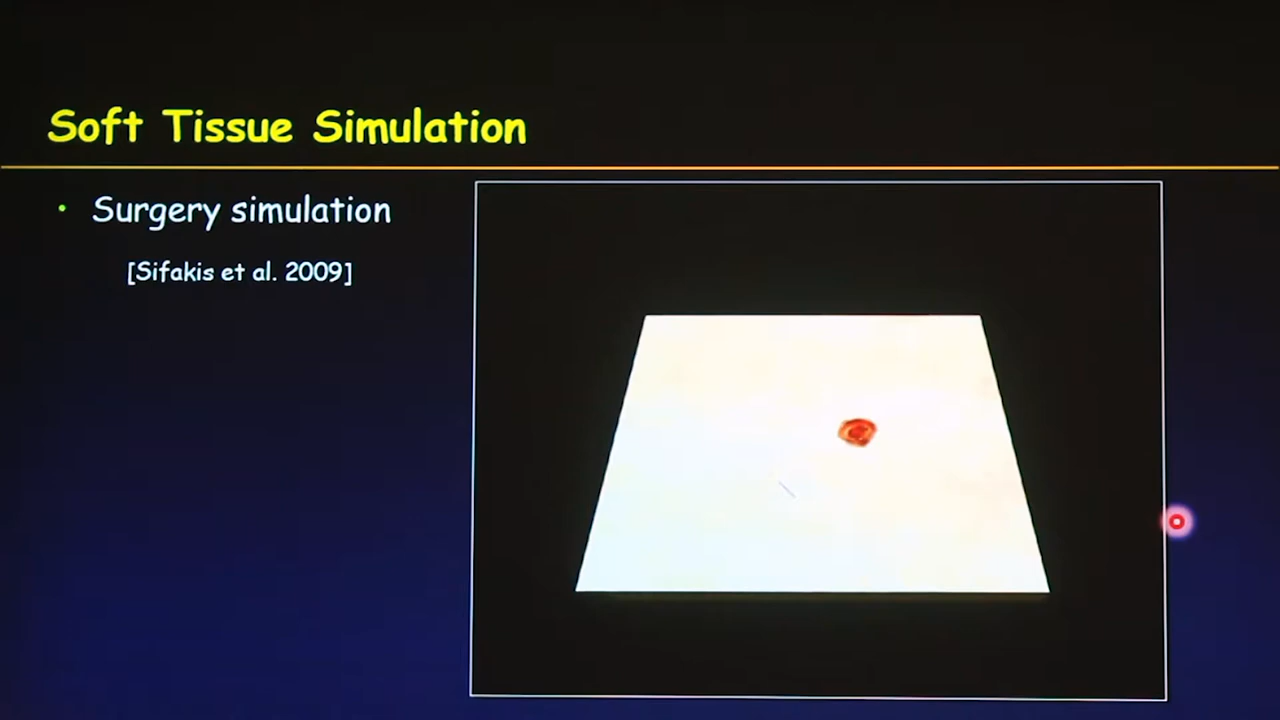 Soft Tissue Simulation
• Surgery simulation
[Sifakis et al. 2009]